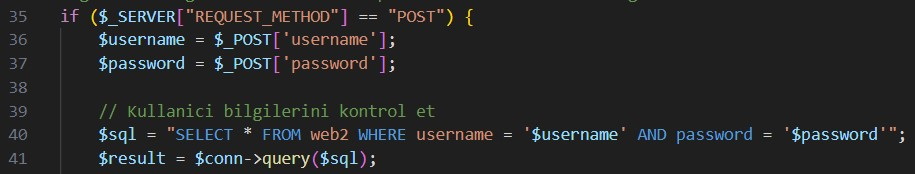 35 if ($_SERVER["REQUEST_METHOD"] == "POST") {
36 $username = $_POST['username'];
37 $password = $_POST['password'];
38
39 // Kullanici bilgilerini kontrol et
40 $sql = "SELECT * FROM web2 WHERE username = '$username' AND password = '$password'";
41 $result = $conn->query($sql);